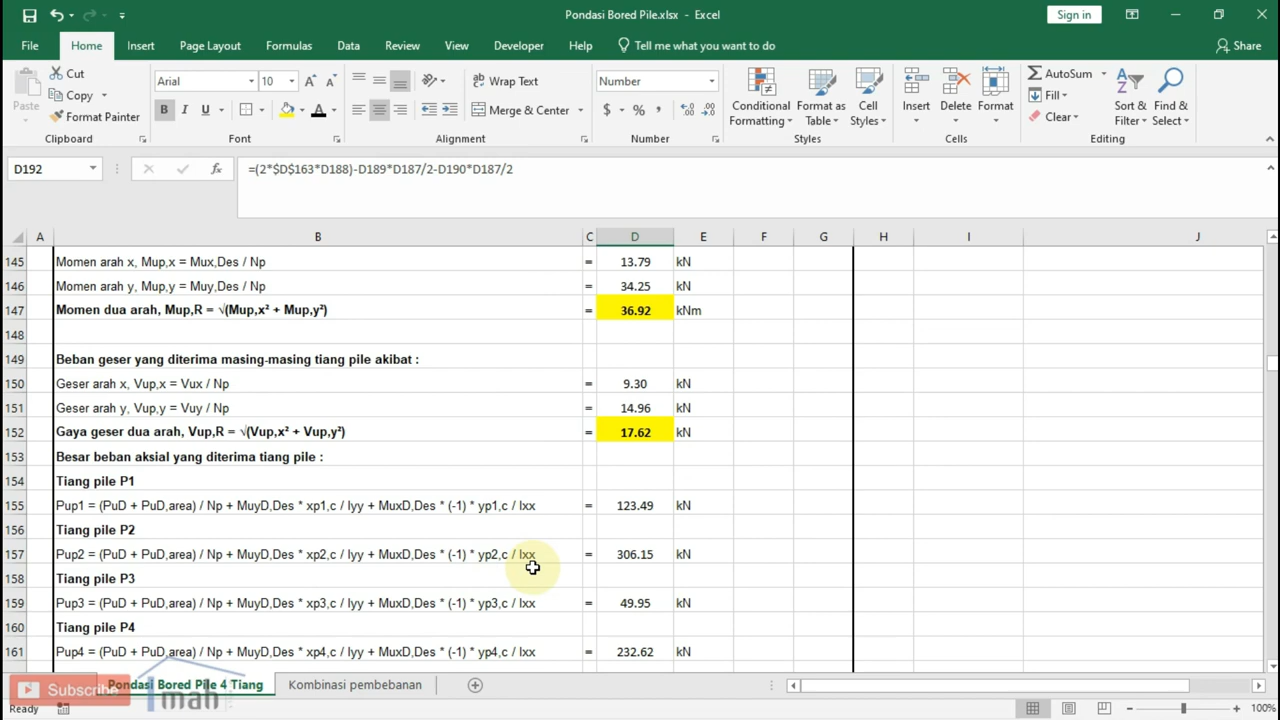 Pondasi Bored Pile.xlsx - Excel
Sign in
File Home Insert Page Layout Formulas Data Review View Developer Help Tell me what you want to do Share
Paste
Cut
Copy
Format Painter
Clipboard
Arial 10
B I U
A
Font
Wrap Text
Merge & Center
Alignment
Number
$ % ,
Number
Conditional Formatting
Format as Table
Cell Styles
Styles
Insert
Delete
Format
Cells
AutoSum
Fill
Clear
Sort & Filter
Find & Select
Editing
D192 fx =(2*$D$163*D188)-D189*D187/2-D190*D187/2
A B C D E F G H I J
145 Momen arah x, Mup,x = Mux,Des / Np = 13.79 kN
146 Momen arah y, Mup,y = Muy,Des / Np = 34.25 kN
147 Momen dua arah, Mup,R = √(Mup,x² + Mup,y²) = 36.92 kNm
148
149 Beban geser yang diterima masing-masing tiang pile akibat :
150 Geser arah x, Vup,x = Vux / Np = 9.30 kN
151 Geser arah y, Vup,y = Vuy / Np = 14.96 kN
152 Gaya geser dua arah, Vup,R = √(Vup,x² + Vup,y²) = 17.62 kN
153 Besar beban aksial yang diterima tiang pile :
154 Tiang pile P1
155 Pup1 = (PuD + PuD,area) / Np + MuyD,Des * xp1,c / Iyy + MuxD,Des * (-1) * yp1,c / Ixx = 123.49 kN
156 Tiang pile P2
157 Pup2 = (PuD + PuD,area) / Np + MuyD,Des * xp2,c / Iyy + MuxD,Des * (-1) * yp2,c / Ixx = 306.15 kN
158 Tiang pile P3
159 Pup3 = (PuD + PuD,area) / Np + MuyD,Des * xp3,c / Iyy + MuxD,Des * (-1) * yp3,c / Ixx = 49.95 kN
160 Tiang pile P4
161 Pup4 = (PuD + PuD,area) / Np + MuyD,Des * xp4,c / Iyy + MuxD,Des * (-1) * yp4,c / Ixx = 232.62 kN
Subscribe
Pondasi Bored Pile 4 Tiang Kombinasi pembebanan
Imah
Ready 100%